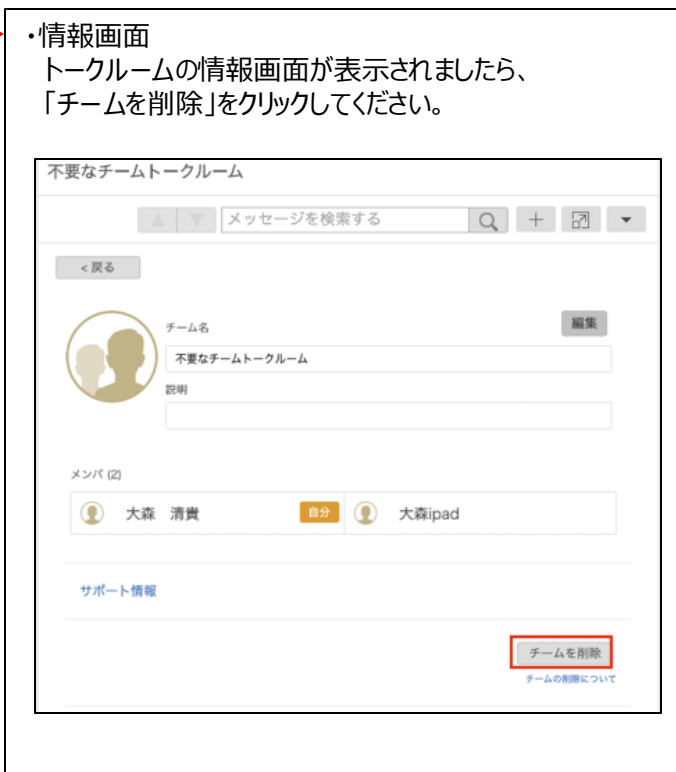 ・情報画面
トークルームの情報画面が表示されましたら、
「チームを削除」をクリックしてください。
不要なチームトークルーム
メッセージを検索する
<戻る
チーム名
編集
不要なチームトークルーム
説明
メンバ (2)
大森 清貴 自分 大森ipad
サポート情報
チームを削除
チームの削除について